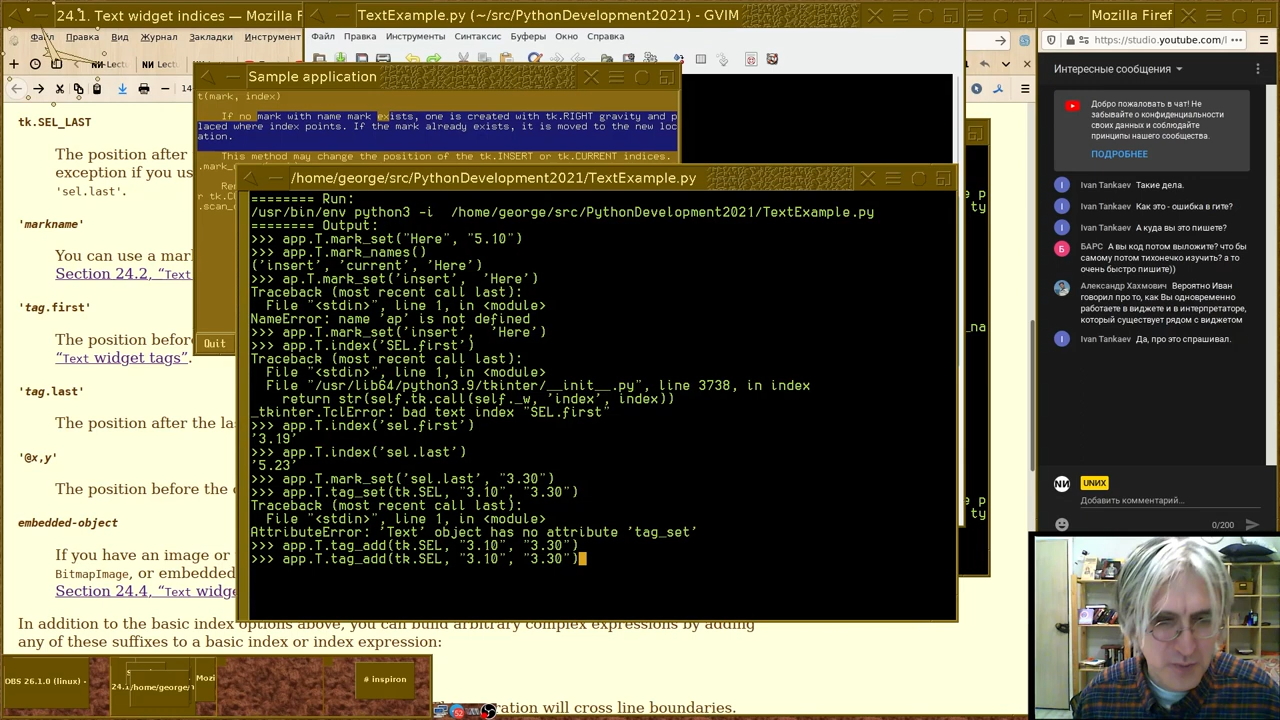 24.1. Text widget indices — Mozilla F
TextExample.py (~/src/PythonDevelopment2021) - GVIM
Mozilla Firef
Файл Правка Вид Журнал Закладки Инструмент
Файл Правка Инструменты Синтаксис Буферы Окно Справка
https://studio.youtube.com/l
Sample application
t(mark, index)
If no mark with name mark exists, one is created with tk.RIGHT gravity and p
laced where index points. If the mark already exists, it is moved to the new loc
ation.
This method may change the position of the tk.INSERT or tk.CURRENT indices.
Quit
tk.SEL_LAST
The position after
exception if you us
'sel.last'.
'markname'
You can use a mar
Section 24.2, “Text
'tag.first'
The position befor
“Text widget tags”.
'tag.last'
The position after the la
'@x,y'
The position before the c
embedded-object
If you have an image or
BitmapImage, or embedded
Section 24.4, “Text widge
In addition to the basic index options above, you can build arbitrary complex expressions by adding
any of these suffixes to a basic index or index expression:
ration will cross line boundaries.
/home/george/src/PythonDevelopment2021/TextExample.py
======== Run:
/usr/bin/env python3 -i  /home/george/src/PythonDevelopment2021/TextExample.py
======== Output:
>>> app.T.mark_set("Here", "5.10")
>>> app.T.mark_names()
('insert', 'current', 'Here')
>>> ap.T.mark_set('insert',  'Here')
Traceback (most recent call last):
  File "<stdin>", line 1, in <module>
NameError: name 'ap' is not defined
>>> app.T.mark_set('insert',  'Here')
>>> app.T.index('SEL.first')
Traceback (most recent call last):
  File "<stdin>", line 1, in <module>
  File "/usr/lib64/python3.9/tkinter/__init__.py", line 3738, in index
    return str(self.tk.call(self._w, 'index', index))
_tkinter.TclError: bad text index "SEL.first"
>>> app.T.index('sel.first')
'3.19'
>>> app.T.index('sel.last')
'5.23'
>>> app.T.mark_set('sel.last', "3.30")
>>> app.T.tag_set(tk.SEL, "3.10", "3.30")
Traceback (most recent call last):
  File "<stdin>", line 1, in <module>
AttributeError: 'Text' object has no attribute 'tag_set'
>>> app.T.tag_add(tk.SEL, "3.10", "3.30")
>>> app.T.tag_add(tk.SEL, "3.10", "3.30")
Интересные сообщения
Добро пожаловать в чат! Не
забывайте о конфиденциальности
своих данных и соблюдайте
принципы нашего сообщества.
ПОДРОБНЕЕ
Ivan Tankaev Такие дела.
Ivan Tankaev Как это - ошибка в гите?
Ivan Tankaev А куда вы это пишете?
БАРС А вы код потом выложите? что бы
самому потом тихонечко изучить? а то
очень быстро пишите))
Александр Хахмович Вероятно Иван
говорил про то, как Вы одновременно
работаете в виджете и в интерпретаторе,
который существует рядом с виджетом
Ivan Tankaev Да, про это спрашивал.
UNИX
Добавить комментарий...
0/200
OBS 26.1.0 (linux) -
24.1
/home/george/
Mozi
# inspiron
52